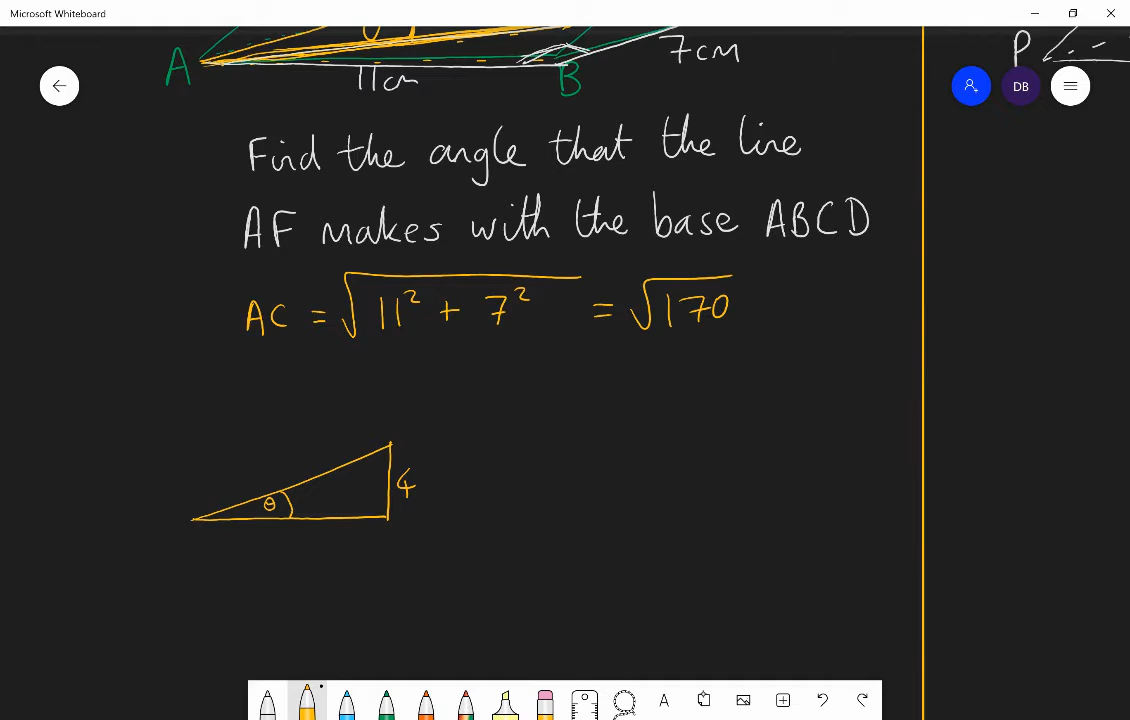 Microsoft Whiteboard
A
11cm
B
7cm
P
DB
Find the angle that the line
AF makes with the base ABCD
AC = √11² + 7² = √170
θ
4
A